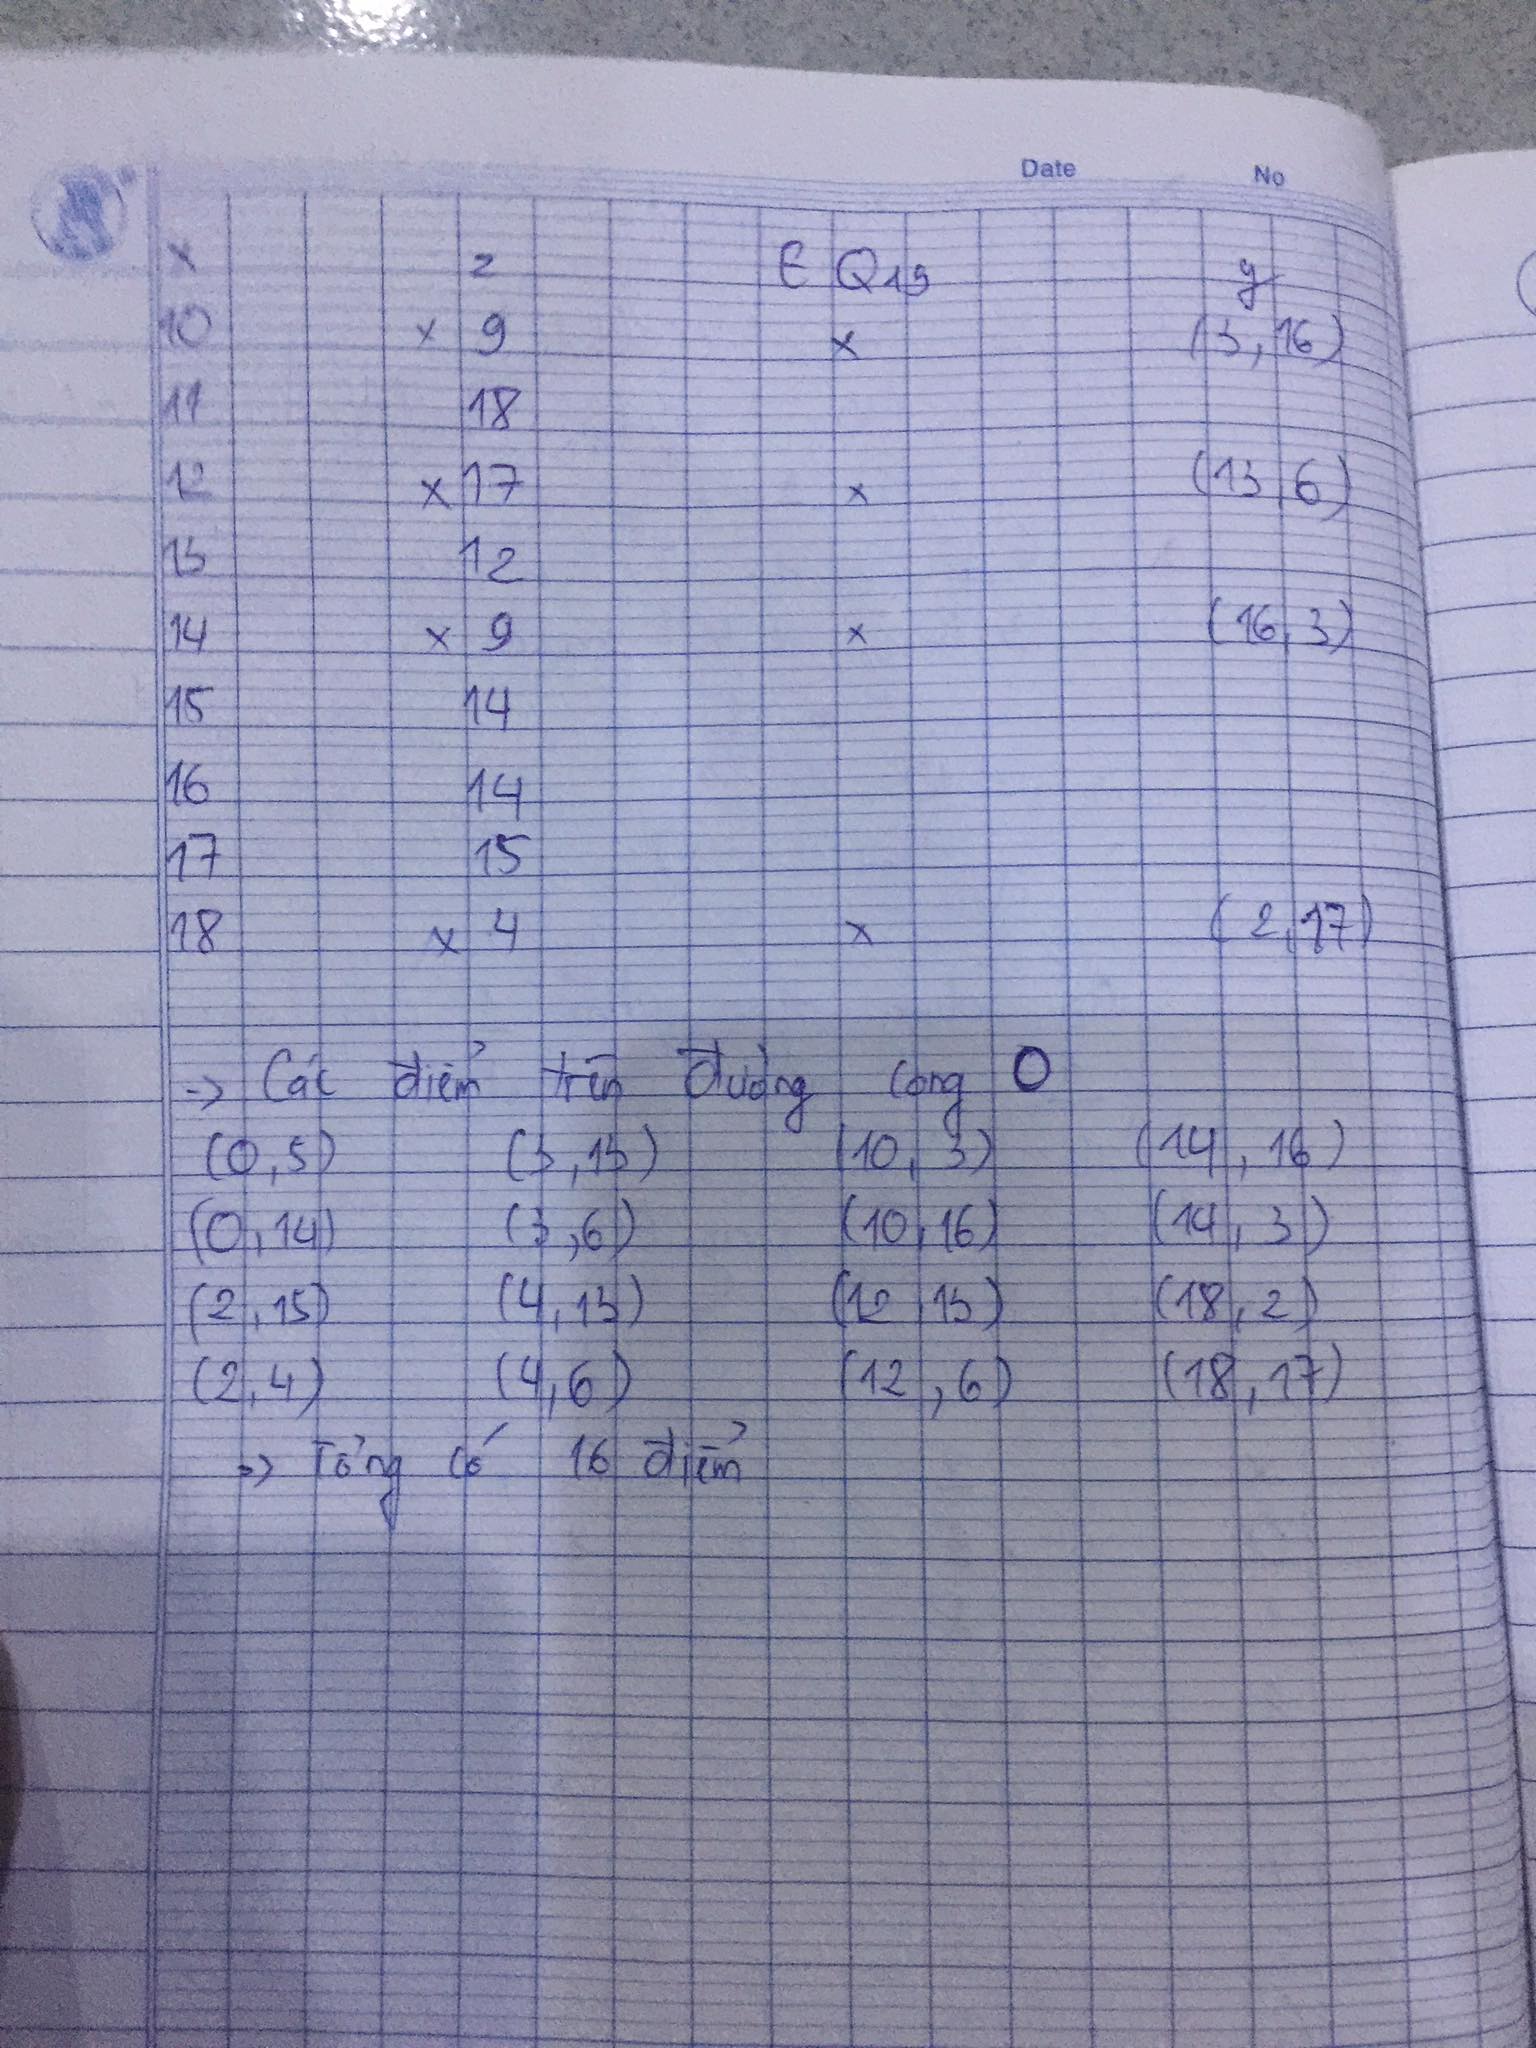 Date No
x z E Q19 y
10 x 9 x (3, 16)
11 18
12 x 17 x (13, 6)
13 12
14 x 9 x (16, 3)
15 14
16 14
17 15
18 x 4 x (2, 17)
-> Các điểm trên đường cong O
(0, 5) (3, 13) (10, 3) (14, 16)
(0, 14) (3, 6) (10, 16) (14, 3)
(2, 15) (4, 13) (12, 13) (18, 2)
(2, 4) (4, 6) (12, 6) (18, 17)
=> Tổng có 16 điểm